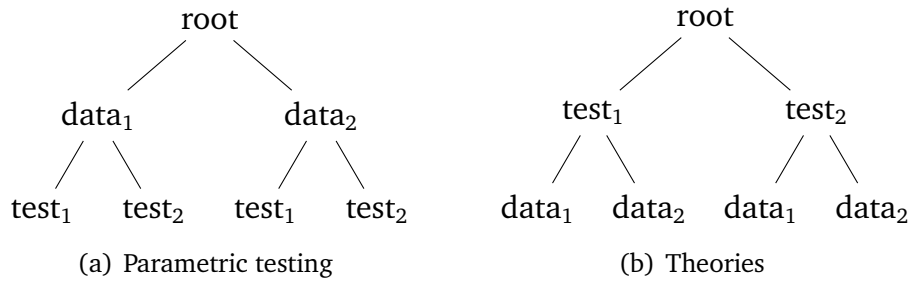 root
data₁ data₂
test₁ test₂ test₁ test₂
(a) Parametric testing
root
test₁ test₂
data₁ data₂ data₁ data₂
(b) Theories